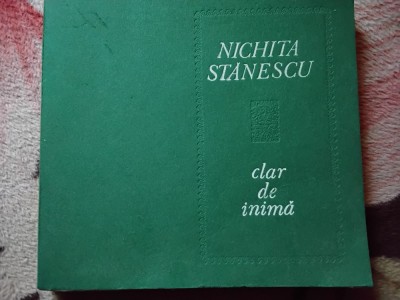 NICHITA
STĂNESCU
clar
de
inimă